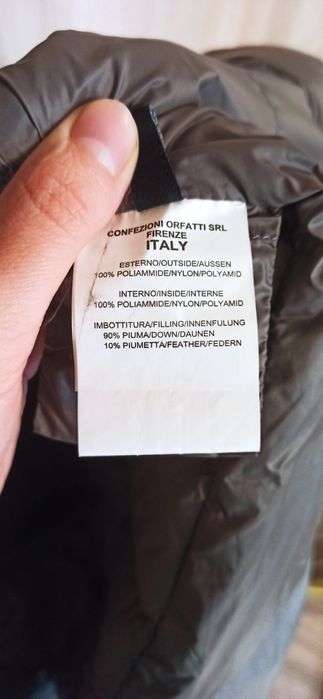 CONFEZIONI ORFATTI SRL
FIRENZE
ITALY
ESTERNO/OUTSIDE/AUSSEN
100% POLIAMMIDE/NYLON/POLYAMID
INTERNO/INSIDE/INTERNE
100% POLIAMMIDE/NYLON/POLYAMID
IMBOTTITURA/FILLING/INNENFULUNG
90% PIUMA/DOWN/DAUNEN
10% PIUMETTA/FEATHER/FEDERN